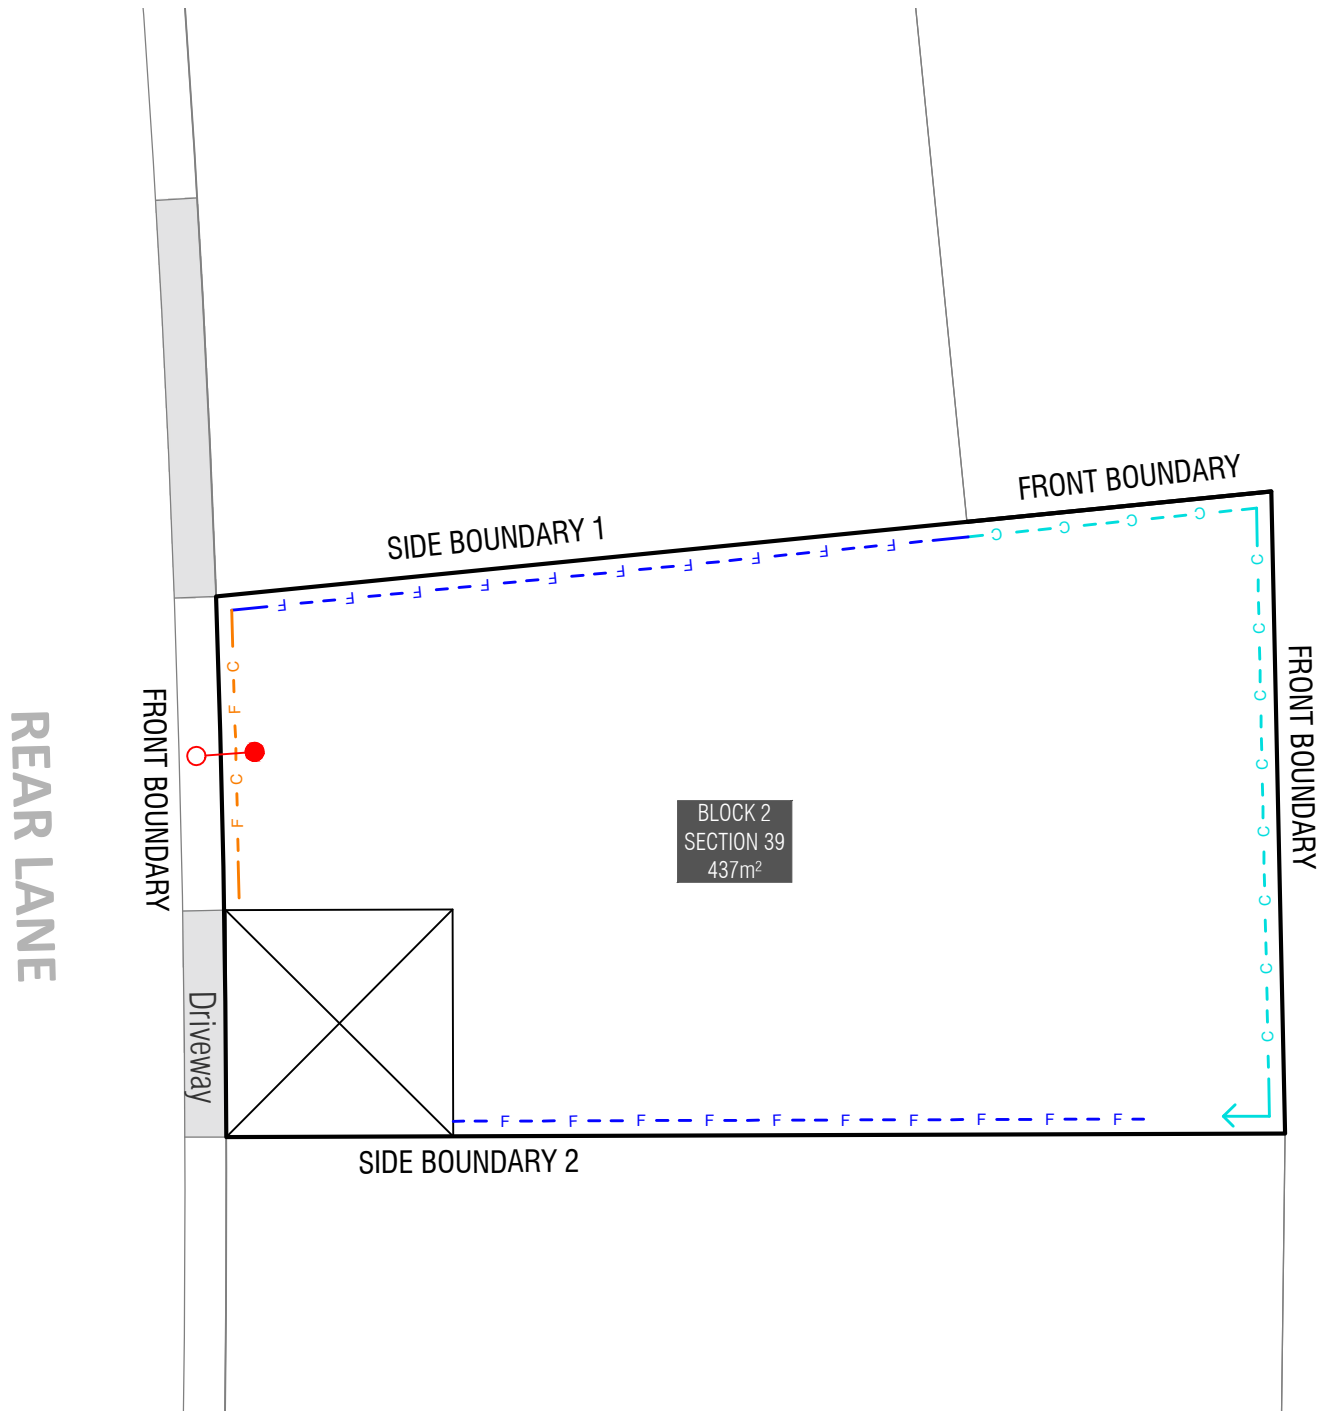 FRONT BOUNDARY
C C C C
SIDE BOUNDARY 1
F F F F F F F F F F
C F C F
C C C C C C C C
FRONT BOUNDARY
FRONT BOUNDARY
REAR LANE
BLOCK 2
SECTION 39
437m²
Driveway
F F F F F F F F F F
SIDE BOUNDARY 2